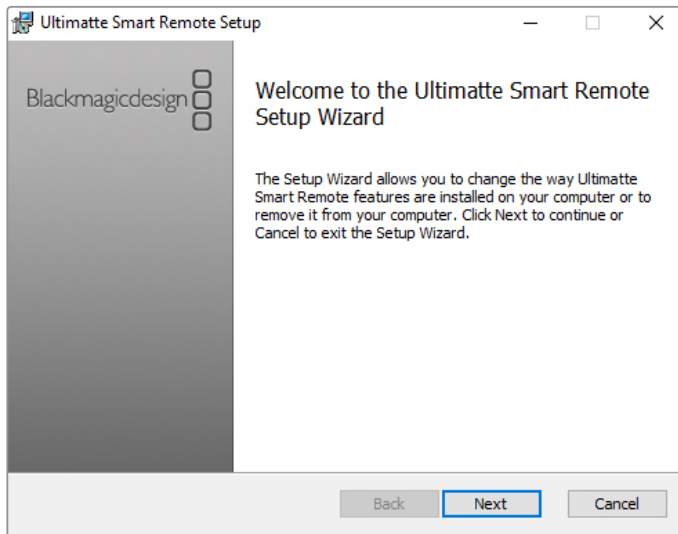 Ultimatte Smart Remote Setup
Blackmagicdesign
Welcome to the Ultimatte Smart Remote
Setup Wizard
The Setup Wizard allows you to change the way Ultimatte
Smart Remote features are installed on your computer or to
remove it from your computer. Click Next to continue or
Cancel to exit the Setup Wizard.
Back Next Cancel